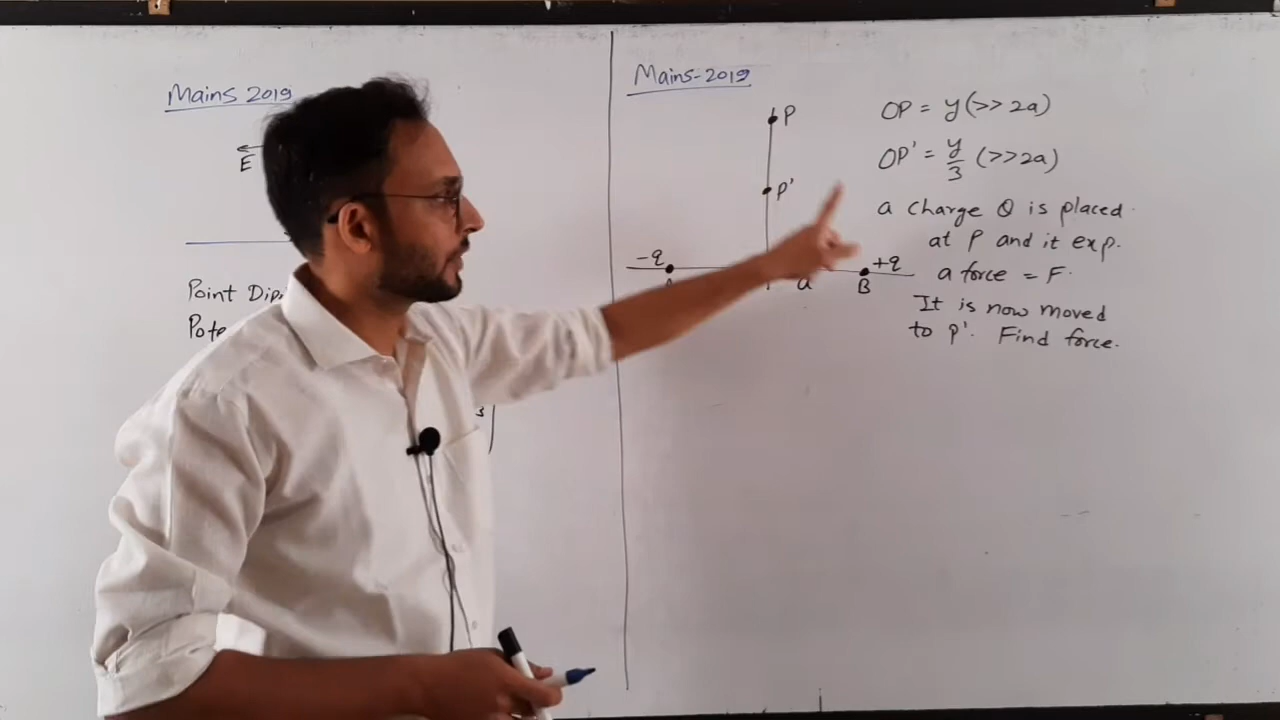 Mains 2019
E
Point Dip
Pote
3
Mains-2019
P
P'
-q
+q
a
B
OP = y(>> 2a)
OP' = y/3 (>>2a)
a charge Q is placed
at P and it exp.
a force = F.
It is now moved
to p'. Find force.